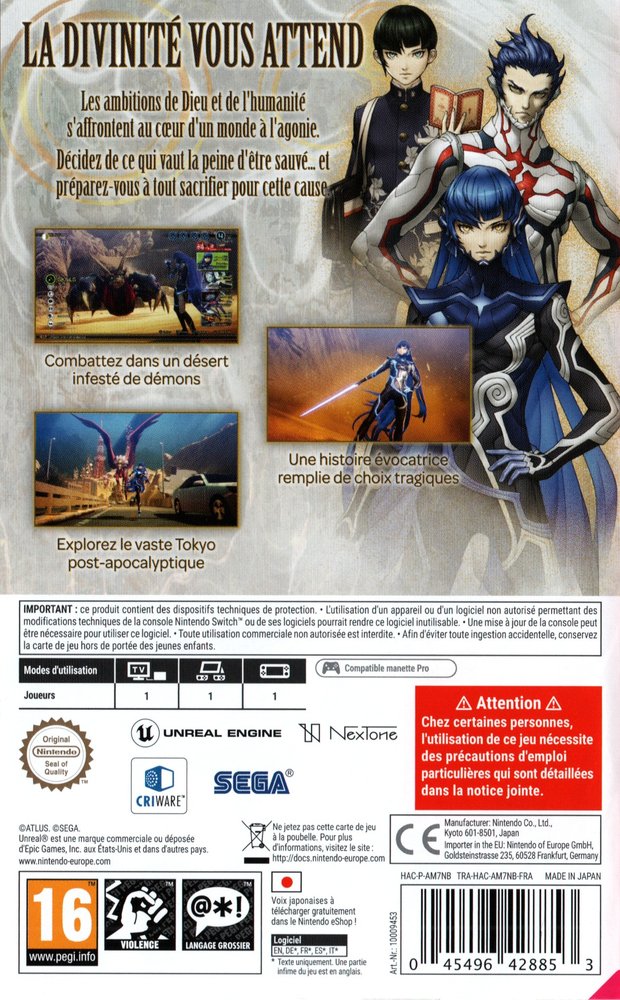 LA DIVINITÉ VOUS ATTEND
Les ambitions de Dieu et de l'humanité
s'affrontent au cœur d'un monde à l'agonie.
Décidez de ce qui vaut la peine d'être sauvé... et
préparez-vous à tout sacrifier pour cette cause
Combattez dans un désert
infesté de démons
Une histoire évocatrice
remplie de choix tragiques
Explorez le vaste Tokyo
post-apocalyptique
IMPORTANT : ce produit contient des dispositifs techniques de protection. • L'utilisation d'un appareil ou d'un logiciel non autorisé permettant des
modifications techniques de la console Nintendo Switch™ ou de ses logiciels pourrait rendre ce logiciel inutilisable. • Une mise à jour de la console peut
être nécessaire pour utiliser ce logiciel. • Toute utilisation commerciale non autorisée est interdite. • Afin d'éviter toute ingestion accidentelle, conservez
la carte de jeu hors de portée des jeunes enfants.
Modes d'utilisation
TV
Compatible manette Pro
Joueurs
1 1 1
Original
Nintendo
Seal of
Quality
TM
UNREAL ENGINE
NexTone
CRIWARE™
SEGA®
⚠ Attention ⚠
Chez certaines personnes,
l'utilisation de ce jeu nécessite
des précautions d'emploi
particulières qui sont détaillées
dans la notice jointe.
©ATLUS. ©SEGA.
Unreal® est une marque commerciale ou déposée
d'Epic Games, Inc. aux États-Unis et dans d'autres pays.
www.nintendo-europe.com
Ne jetez pas cette carte de jeu
à la poubelle. Pour plus
d'informations, visitez le site :
http://docs.nintendo-europe.com
CE
Manufacturer: Nintendo Co., Ltd.,
Kyoto 601-8501, Japan
Importer in the EU: Nintendo of Europe GmbH,
Goldsteinstrasse 235, 60528 Frankfurt, Germany
16
www.pegi.info
VIOLENCE
@*!
LANGAGE GROSSIER
Voix japonaises à
télécharger gratuitement
dans le Nintendo eShop !
Logiciel
EN, DE*, FR*, ES*, IT*
* Texte uniquement. Une partie
infime du jeu est en anglais.
Art.-Nr.: 10009453
HAC-P-AM7NB TRA-HAC-AM7NB-FRA MADE IN JAPAN
0 45496 42885 3